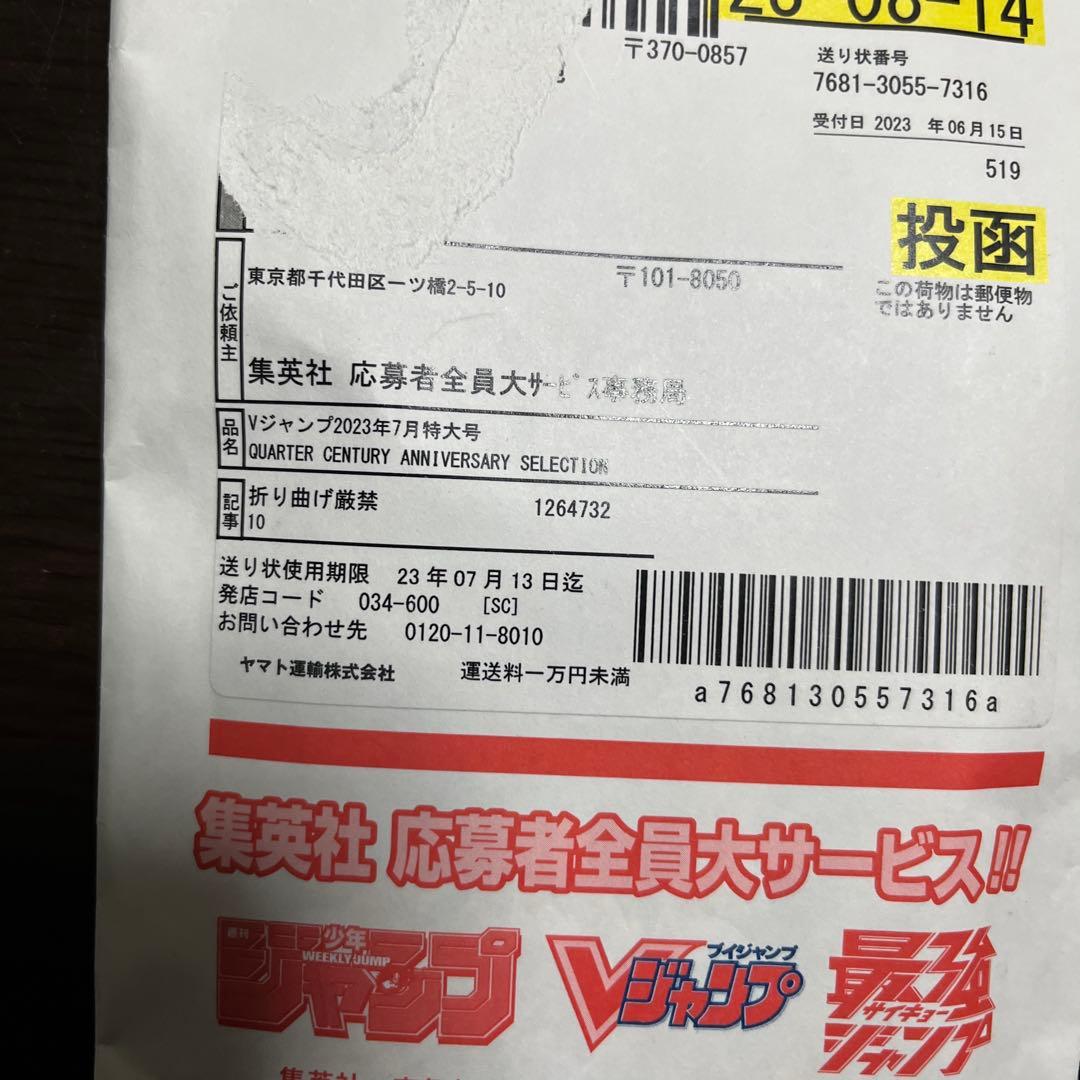 〒370-0857
送り状番号
7681-3055-7316
受付日 2023 年06月15日
519
投函
この荷物は郵便物
ではありません
ご依頼主
東京都千代田区一ツ橋2-5-10
〒101-8050
集英社 応募者全員大サービス事務局
品名
Vジャンプ2023年7月特大号
QUARTER CENTURY ANNIVERSARY SELECTION
記事
折り曲げ厳禁
1264732
10
送り状使用期限 23年07月13日迄
発店コード 034-600 [SC]
お問い合わせ先 0120-11-8010
ヤマト運輸株式会社 運送料一万円未満
a768130557316a
集英社 応募者全員大サービス!!
週刊
少年
WEEKLY JUMP
ジャンプ
ブイジャンプ
Vジャンプ
最強
サイキョー
ジャンプ